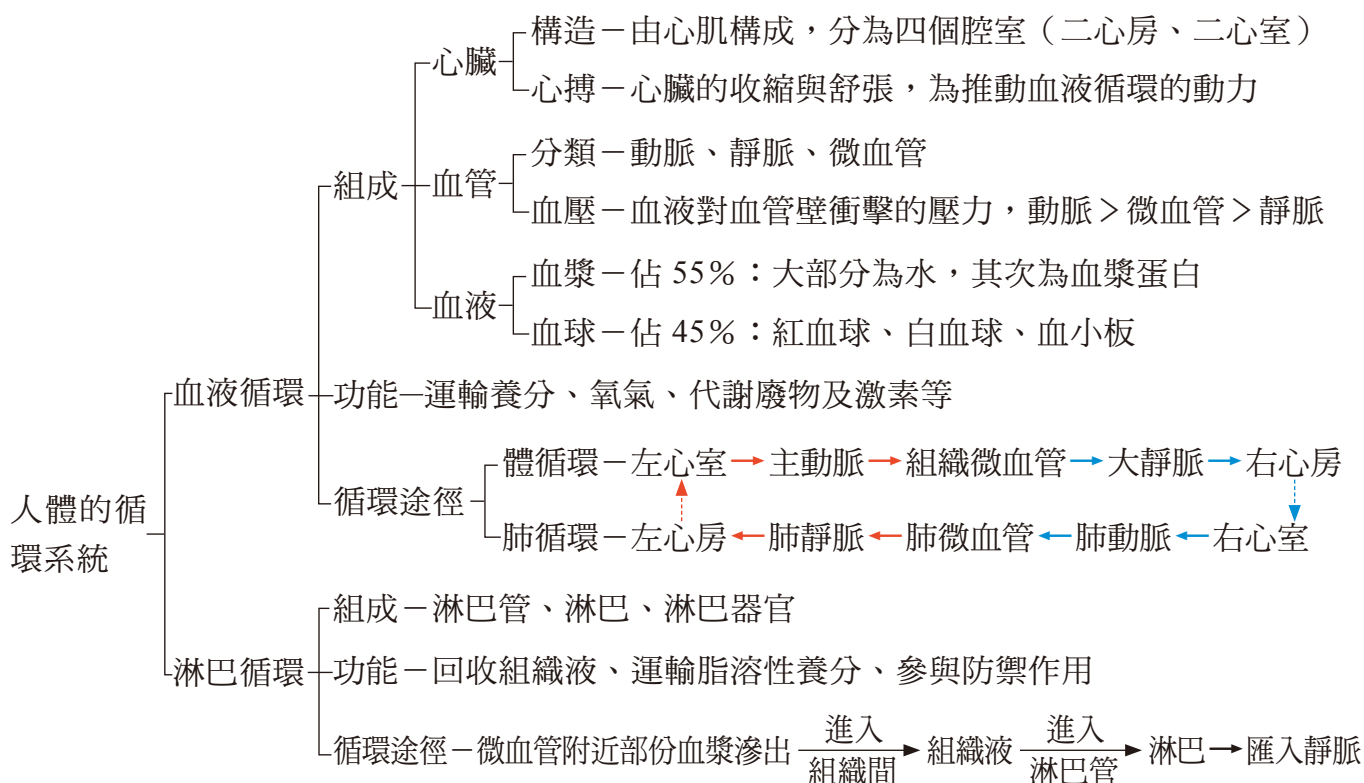 構造－由心肌構成，分為四個腔室（二心房、二心室）
心臟
心搏－心臟的收縮與舒張，為推動血液循環的動力
分類－動脈、靜脈、微血管
組成 血管
血壓－血液對血管壁衝擊的壓力，動脈＞微血管＞靜脈
血漿－佔 55%：大部分為水，其次為血漿蛋白
血液
血球－佔 45%：紅血球、白血球、血小板
血液循環 功能－運輸養分、氧氣、代謝廢物及激素等
體循環－左心室→主動脈→組織微血管→大靜脈→右心房
循環途徑
肺循環－左心房←肺靜脈←肺微血管←肺動脈←右心室
人體的循
環系統
組成－淋巴管、淋巴、淋巴器官
淋巴循環 功能－回收組織液、運輸脂溶性養分、參與防禦作用
循環途徑－微血管附近部份血漿滲出 進入 組織間 → 組織液 進入 淋巴管 → 淋巴→匯入靜脈